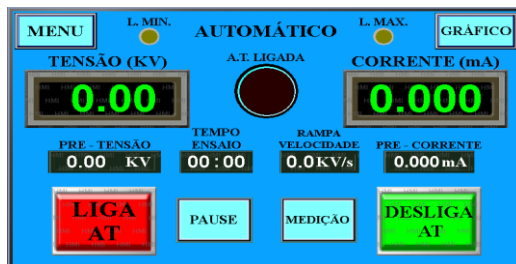 MENU
L. MIN.
AUTOMÁTICO
L. MAX.
GRÁFICO
TENSÃO (KV)
A.T. LIGADA
CORRENTE (mA)
0.00
0.000
PRE - TENSÃO
TEMPO
ENSAIO
RAMPA
VELOCIDADE
PRE - CORRENTE
0.00 KV
00:00
0.0 KV/s
0.000 mA
LIGA
AT
PAUSE
MEDIÇÃO
DESLIGA
AT